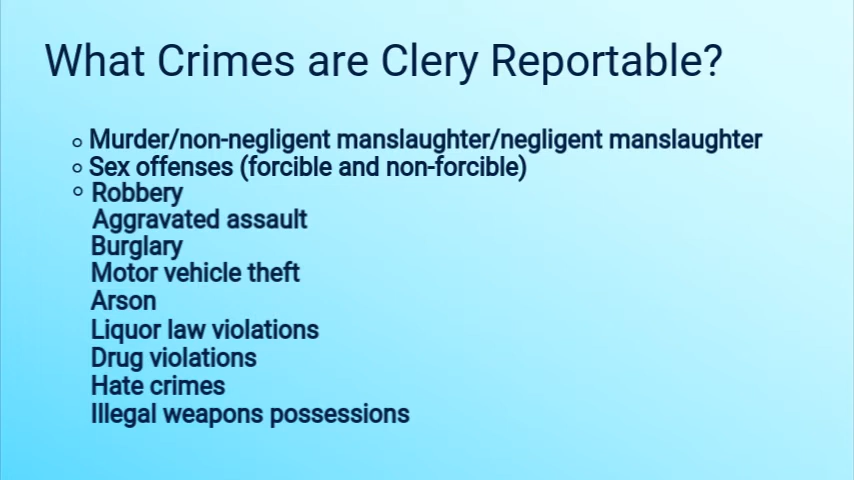 What Crimes are Clery Reportable?
○ Murder/non-negligent manslaughter/negligent manslaughter
○ Sex offenses (forcible and non-forcible)
○ Robbery
Aggravated assault
Burglary
Motor vehicle theft
Arson
Liquor law violations
Drug violations
Hate crimes
Illegal weapons possessions